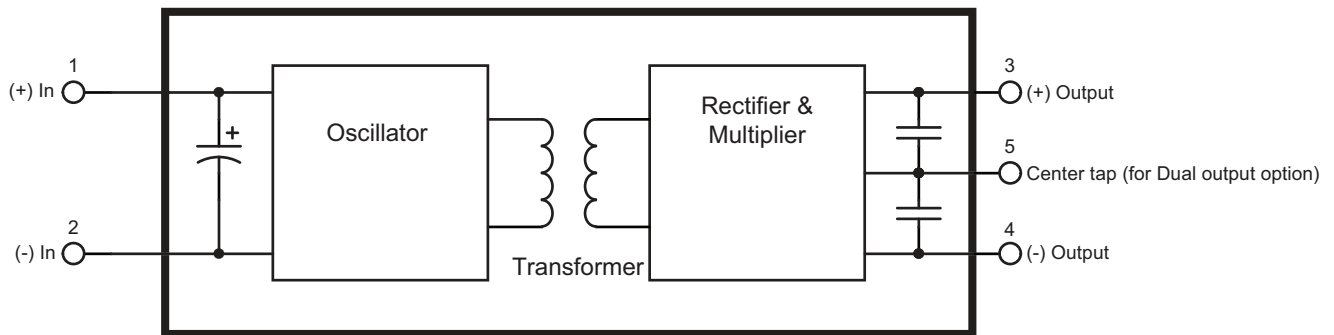 1
(+) In
2
(-) In
+
Oscillator
Transformer
Rectifier &
Multiplier
3
(+) Output
5
Center tap (for Dual output option)
4
(-) Output